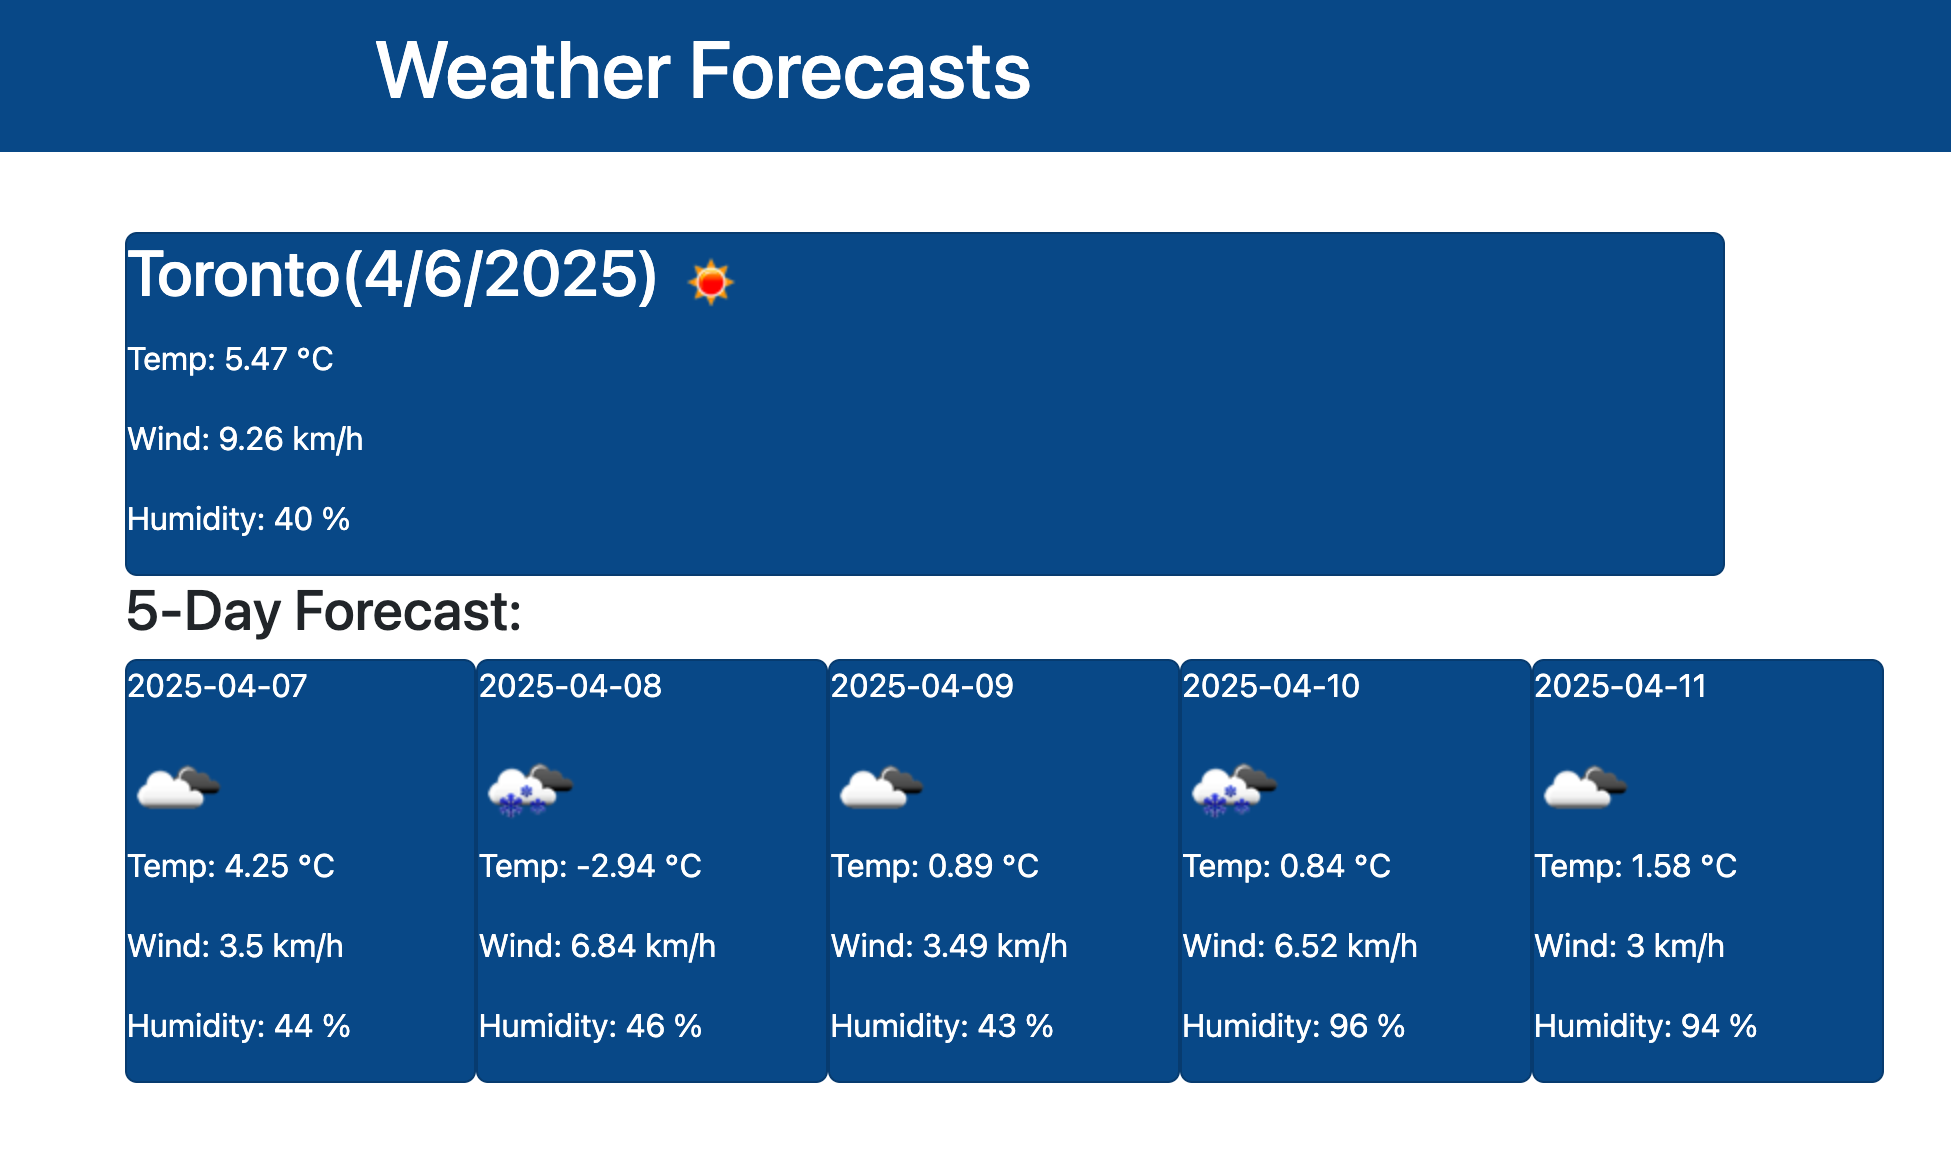 Weather Forecasts
Toronto(4/6/2025)
Temp: 5.47 °C
Wind: 9.26 km/h
Humidity: 40 %
5-Day Forecast:
2025-04-07
Temp: 4.25 °C
Wind: 3.5 km/h
Humidity: 44 %
2025-04-08
Temp: -2.94 °C
Wind: 6.84 km/h
Humidity: 46 %
2025-04-09
Temp: 0.89 °C
Wind: 3.49 km/h
Humidity: 43 %
2025-04-10
Temp: 0.84 °C
Wind: 6.52 km/h
Humidity: 96 %
2025-04-11
Temp: 1.58 °C
Wind: 3 km/h
Humidity: 94 %